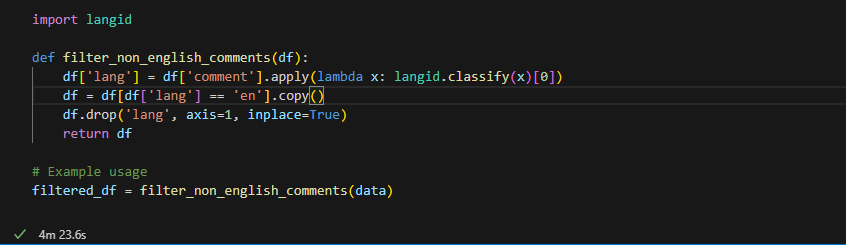 import langid
def filter_non_english_comments(df):
    df['lang'] = df['comment'].apply(lambda x: langid.classify(x)[0])
    df = df[df['lang'] == 'en'].copy()
    df.drop('lang', axis=1, inplace=True)
    return df
# Example usage
filtered_df = filter_non_english_comments(data)
4m 23.6s